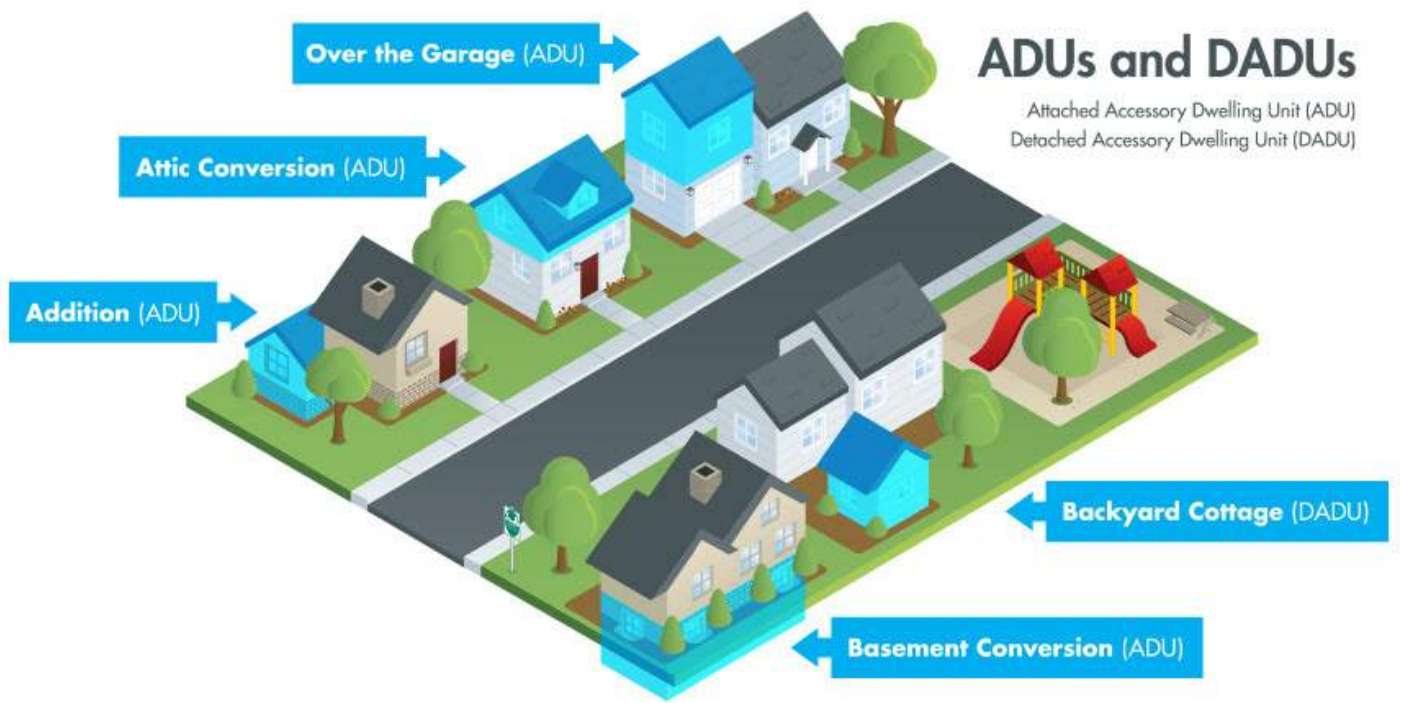 ADUs and DADUs
Attached Accessory Dwelling Unit (ADU)
Detached Accessory Dwelling Unit (DADU)
Over the Garage (ADU)
Attic Conversion (ADU)
Addition (ADU)
Backyard Cottage (DADU)
Basement Conversion (ADU)